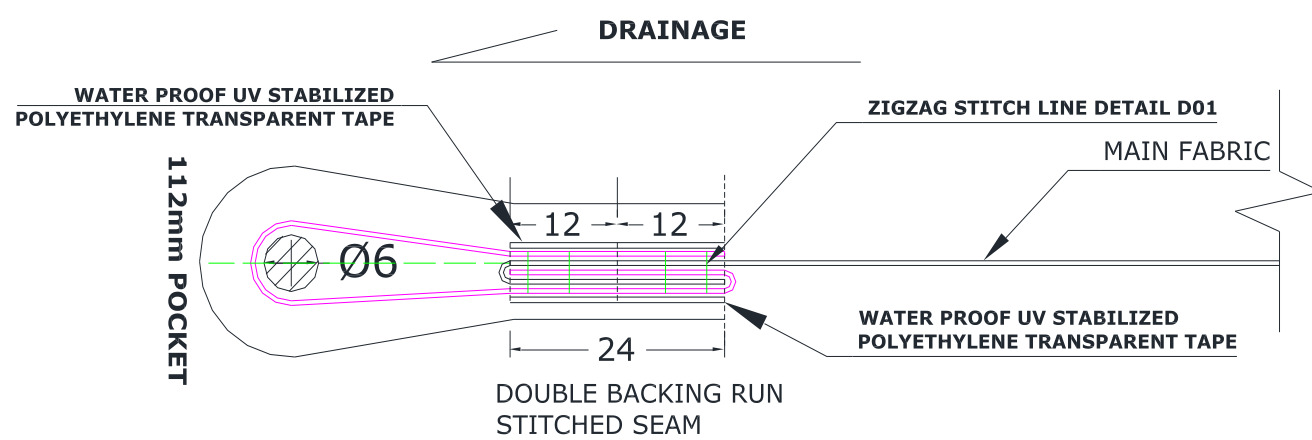 DRAINAGE
WATER PROOF UV STABILIZED
POLYETHYLENE TRANSPARENT TAPE
ZIGZAG STITCH LINE DETAIL D01
MAIN FABRIC
112mm POCKET
12
12
Ø6
WATER PROOF UV STABILIZED
POLYETHYLENE TRANSPARENT TAPE
24
DOUBLE BACKING RUN
STITCHED SEAM